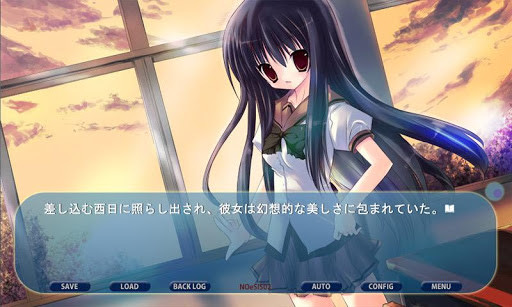 差し込む西日に照らし出され、彼女は幻想的な美しさに包まれていた。
SAVE
LOAD
BACK LOG
NOeSIS01
AUTO
CONFIG
MENU